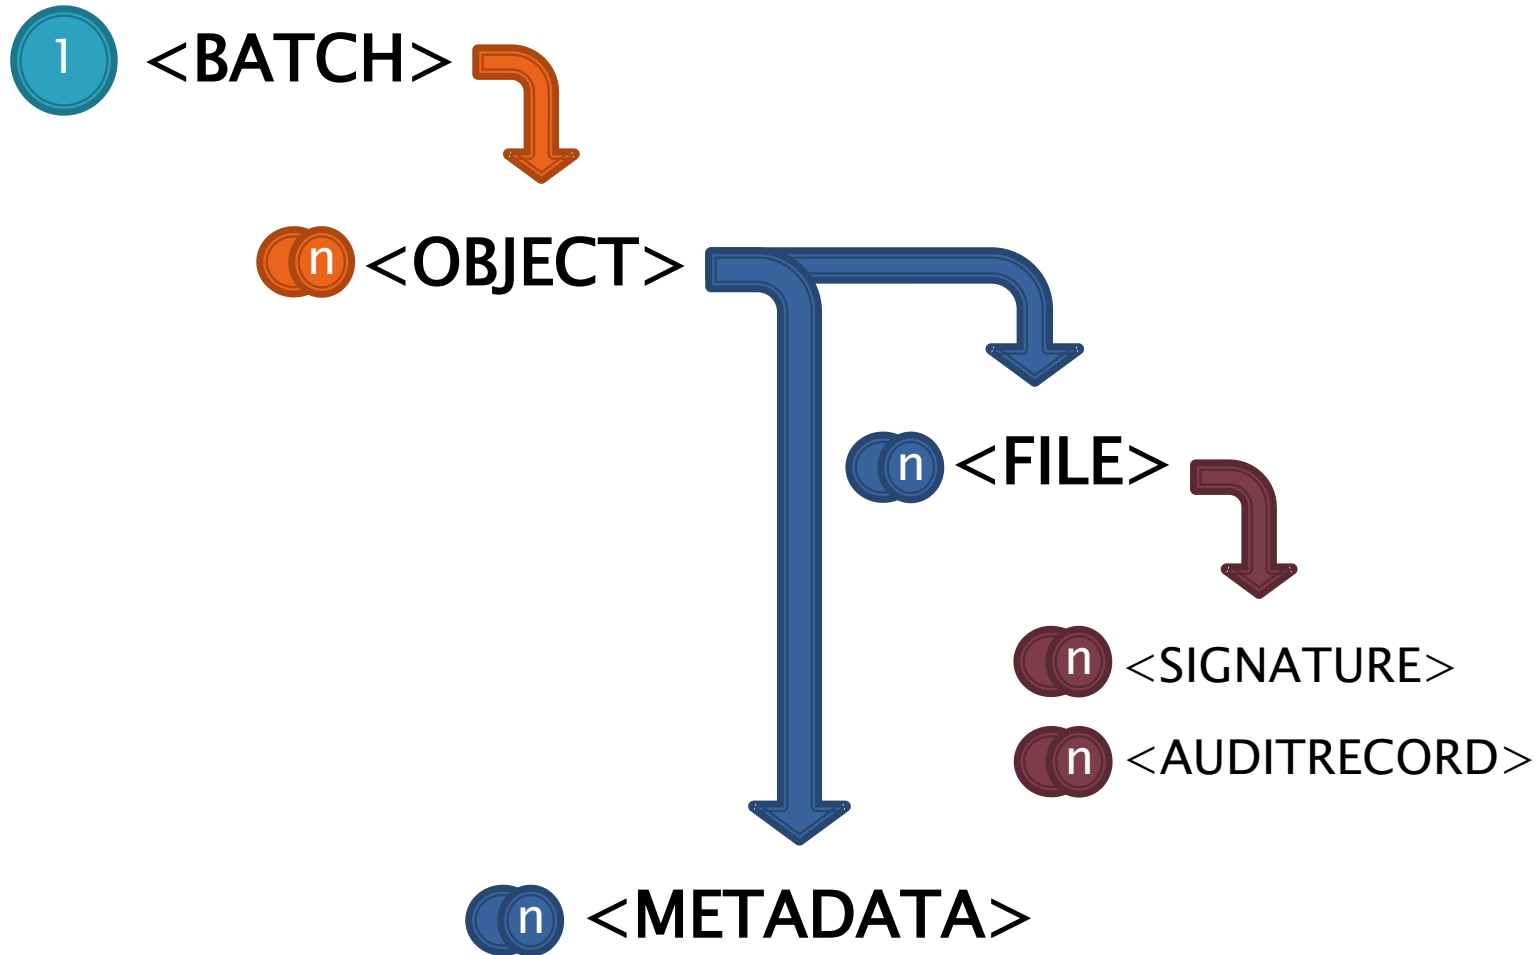 1 <BATCH>
n <OBJECT>
n <FILE>
n <SIGNATURE>
n <AUDITRECORD>
n <METADATA>